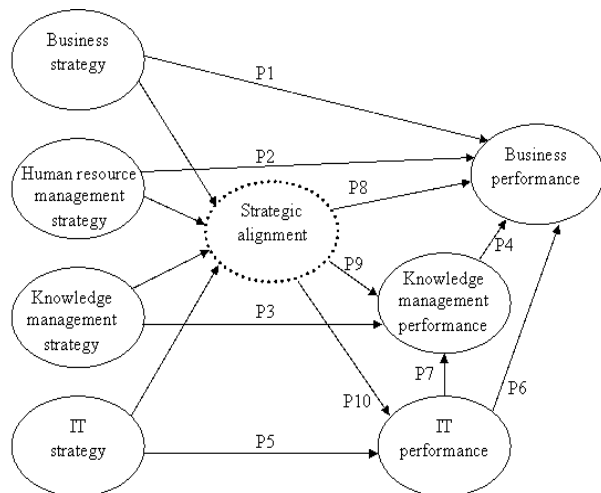 Business
strategy
P1
Human resource
management
strategy
P2
Business
performance
P8
Strategic
alignment
P4
P9
Knowledge
management
strategy
P3
Knowledge
management
performance
P7
P6
P10
IT
strategy
P5
IT
performance